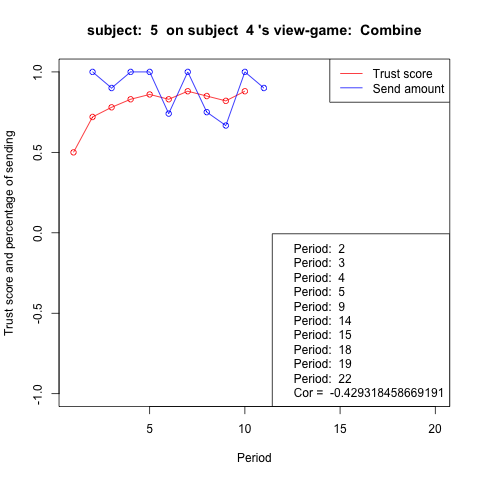 subject:  5  on subject  4 's view-game:  Combine
Trust score
Send amount
Trust score and percentage of sending
1.0
0.5
0.0
-0.5
-1.0
Period:  2
Period:  3
Period:  4
Period:  5
Period:  9
Period:  14
Period:  15
Period:  18
Period:  19
Period:  22
Cor =  -0.429318458669191
5
10
15
20
Period